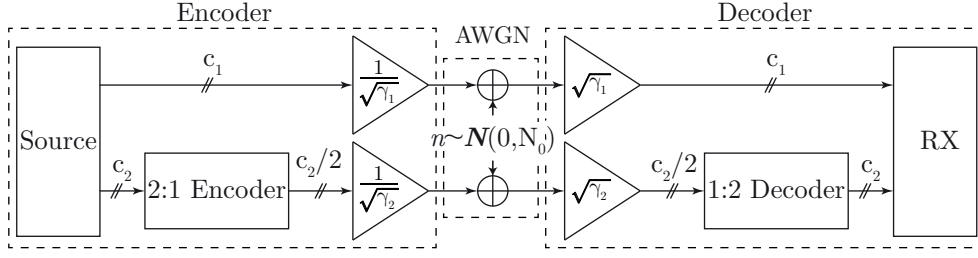 Encoder
Decoder
AWGN
Source
c₁
1/√γ₁
√γ₁
c₁
RX
n~N(0,N₀)
c₂
2:1 Encoder
c₂/2
1/√γ₂
√γ₂
c₂/2
1:2 Decoder
c₂